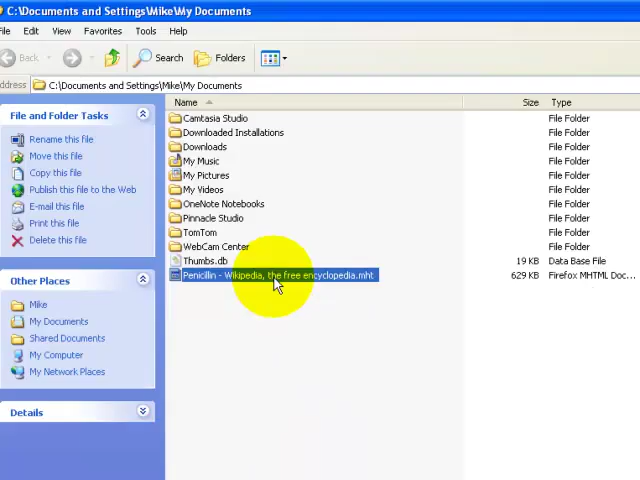 C:\Documents and Settings\Mike\My Documents
File Edit View Favorites Tools Help
Back Search Folders
Address C:\Documents and Settings\Mike\My Documents
File and Folder Tasks
Rename this file
Move this file
Copy this file
Publish this file to the Web
E-mail this file
Print this file
Delete this file
Other Places
Mike
My Documents
Shared Documents
My Computer
My Network Places
Details
Name Size Type
Camtasia Studio File Folder
Downloaded Installations File Folder
Downloads File Folder
My Music File Folder
My Pictures File Folder
My Videos File Folder
OneNote Notebooks File Folder
Pinnacle Studio File Folder
TomTom File Folder
WebCam Center File Folder
Thumbs.db 19 KB Data Base File
Penicillin - Wikipedia, the free encyclopedia.mht 629 KB Firefox MHTML Doc...